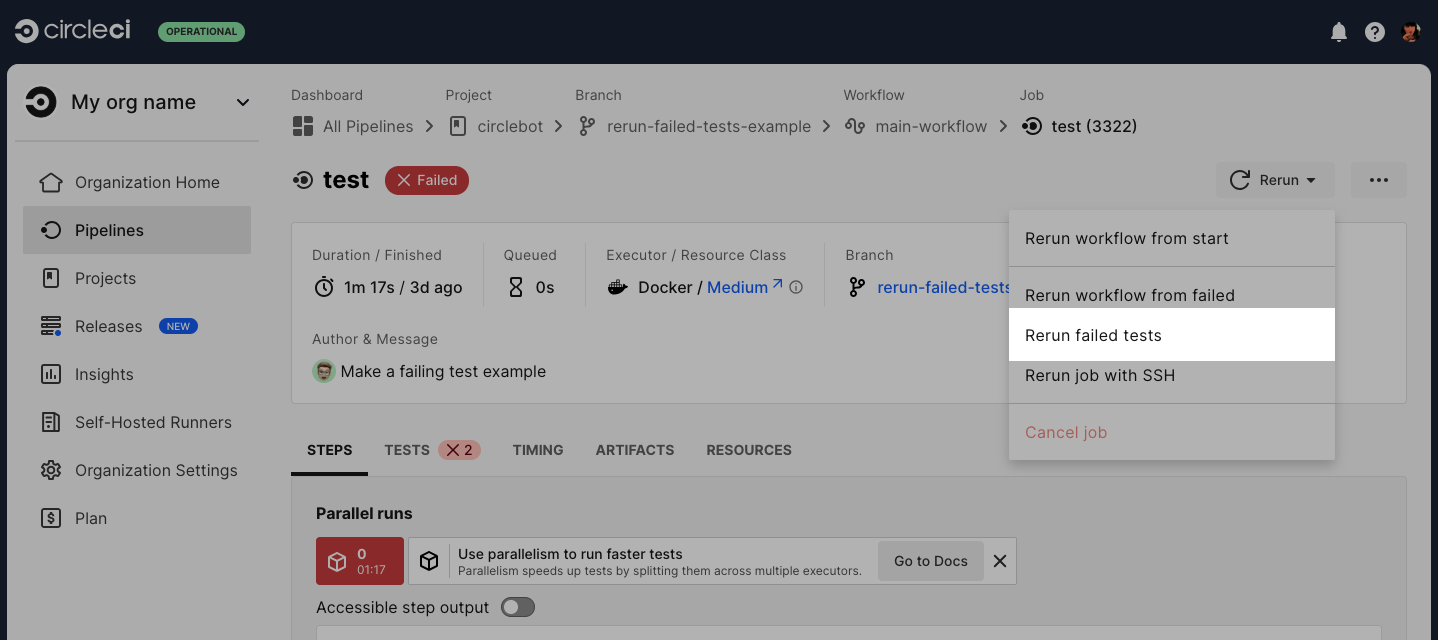 circleci
OPERATIONAL
My org name
Organization Home
Pipelines
Projects
Releases NEW
Insights
Self-Hosted Runners
Organization Settings
Plan
Dashboard Project Branch Workflow Job
All Pipelines circlebot rerun-failed-tests-example main-workflow test (3322)
test Failed
Rerun
Duration / Finished Queued Executor / Resource Class Branch
1m 17s / 3d ago 0s Docker / Medium rerun-failed-tests
Author & Message
Make a failing test example
Rerun workflow from start
Rerun workflow from failed
Rerun failed tests
Rerun job with SSH
Cancel job
STEPS TESTS 2 TIMING ARTIFACTS RESOURCES
Parallel runs
0
01:17
Use parallelism to run faster tests
Parallelism speeds up tests by splitting them across multiple executors.
Go to Docs
Accessible step output